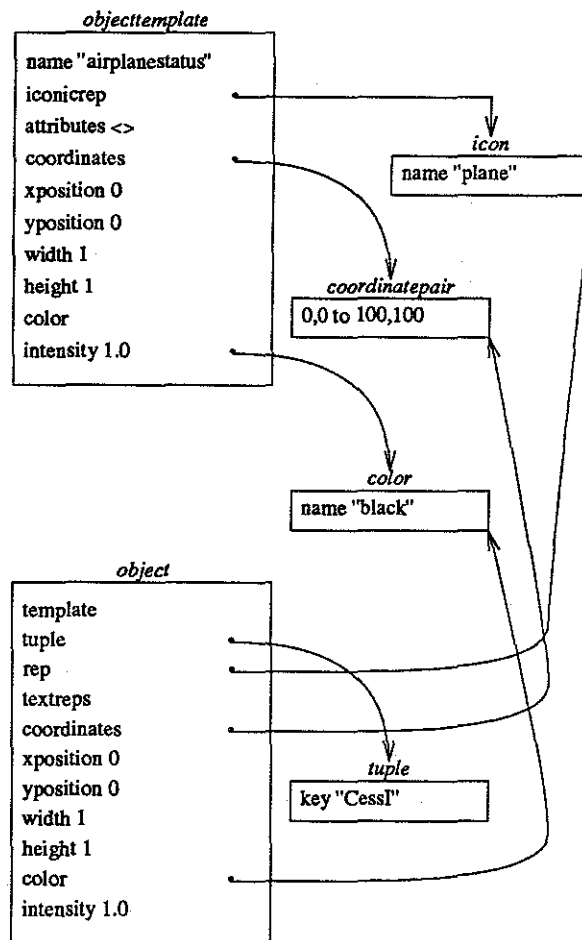 objecttemplate
name "airplanestatus"
iconicrep
attributes <>
coordinates
xposition 0
yposition 0
width 1
height 1
color
intensity 1.0
icon
name "plane"
coordinatepair
0,0 to 100,100
color
name "black"
object
template
tuple
rep
textreps
coordinates
xposition 0
yposition 0
width 1
height 1
color
intensity 1.0
tuple
key "CessI"